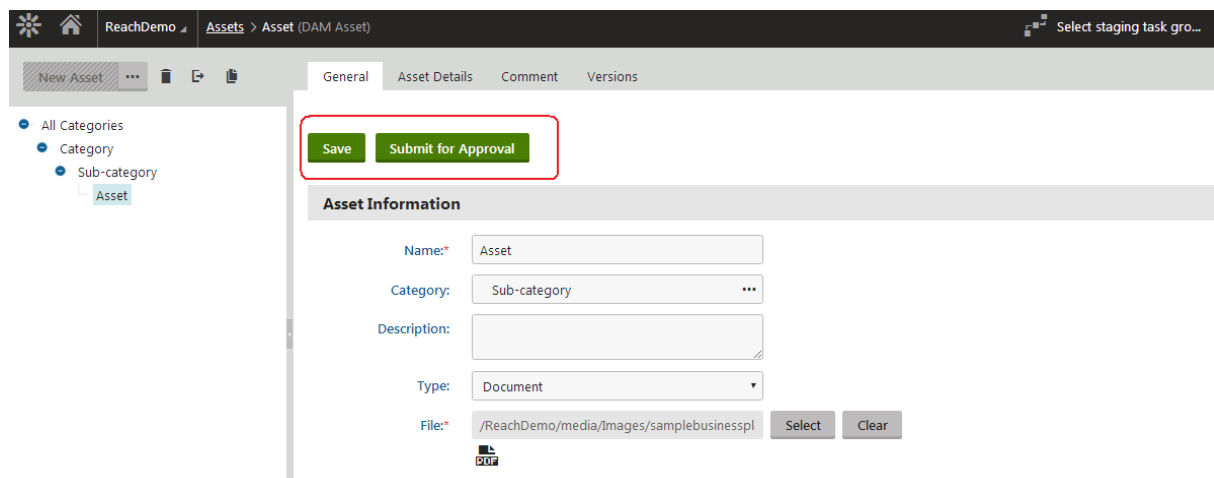 ReachDemo Assets > Asset (DAM Asset) Select staging task gro...
New Asset ...
General Asset Details Comment Versions
All Categories
Category
Sub-category
Asset
Save Submit for Approval
Asset Information
Name:* Asset
Category: Sub-category ...
Description:
Type: Document
File:* /ReachDemo/media/Images/samplebusinesspl Select Clear
PDF